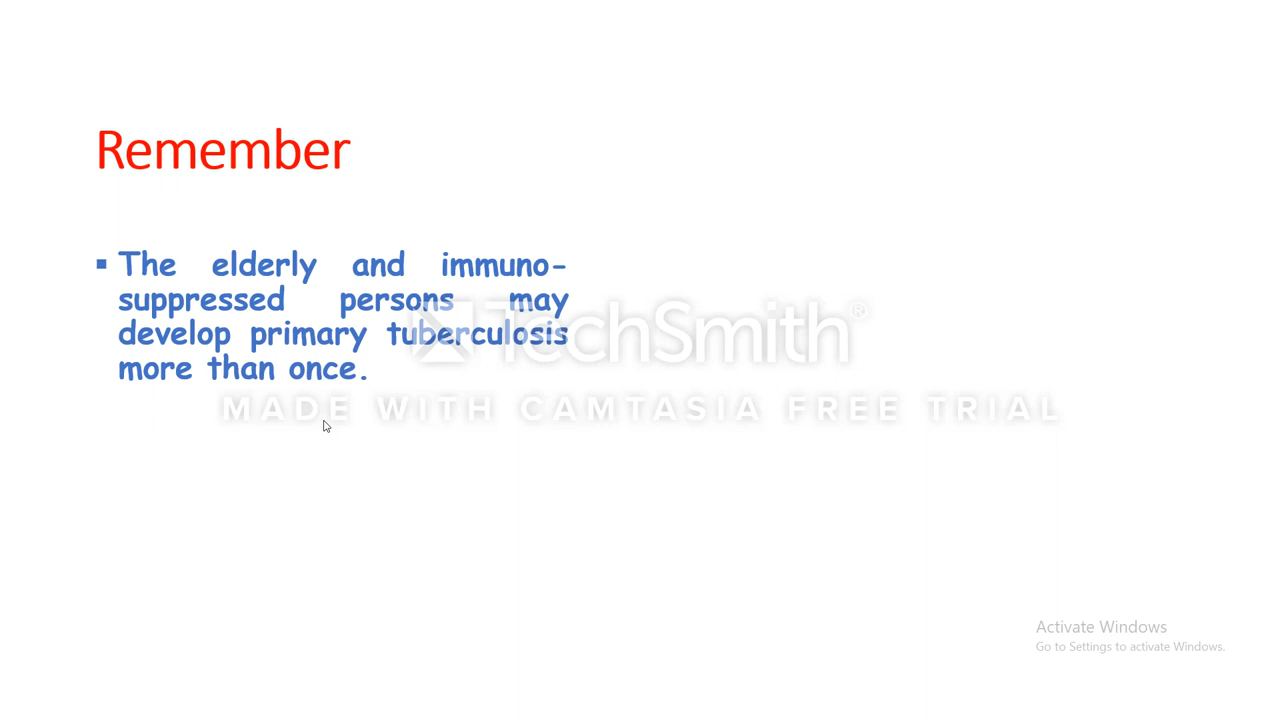 Remember
▪ The elderly and immuno-
suppressed persons may
develop primary tuberculosis
more than once.
TechSmith®
MADE WITH CAMTASIA FREE TRIAL
Activate Windows
Go to Settings to activate Windows.